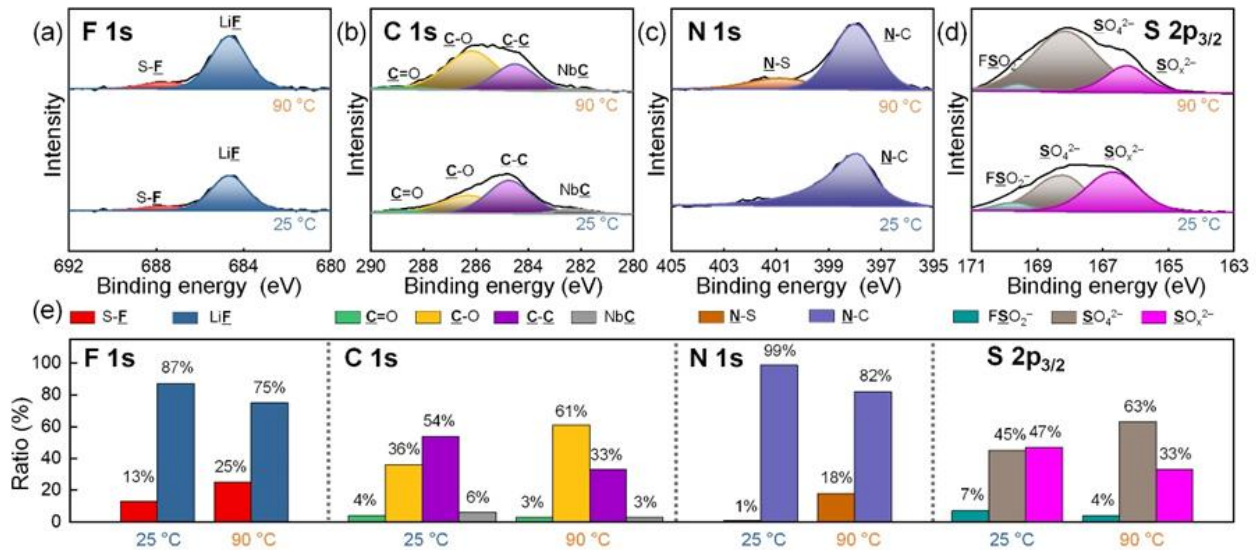 (a) F 1s
LiF
S-F
90 °C
LiF
S-F
25 °C
Intensity
692 688 684 680
Binding energy (eV)
(b) C 1s
C=O
C-O
C-C
NbC
90 °C
C=O
C-O
C-C
NbC
25 °C
Intensity
290 288 286 284 282 280
Binding energy (eV)
(c) N 1s
N-S
N-C
90 °C
N-C
25 °C
Intensity
405 403 401 399 397 395
Binding energy (eV)
(d) S 2p3/2
FSO2⁻
SO4²⁻
SOx²⁻
90 °C
FSO2⁻
SO4²⁻
SOx²⁻
25 °C
Intensity
171 169 167 165 163
Binding energy (eV)
(e)
S-F LiF C=O C-O C-C NbC N-S N-C FSO2⁻ SO4²⁻ SOx²⁻
Ratio (%)
100
80
60
40
20
0
F 1s
13% 87% 25% 75%
25 °C 90 °C
C 1s
4% 36% 54% 6% 3% 61% 33% 3%
25 °C 90 °C
N 1s
1% 99% 18% 82%
25 °C 90 °C
S 2p3/2
7% 45% 47% 4% 63% 33%
25 °C 90 °C